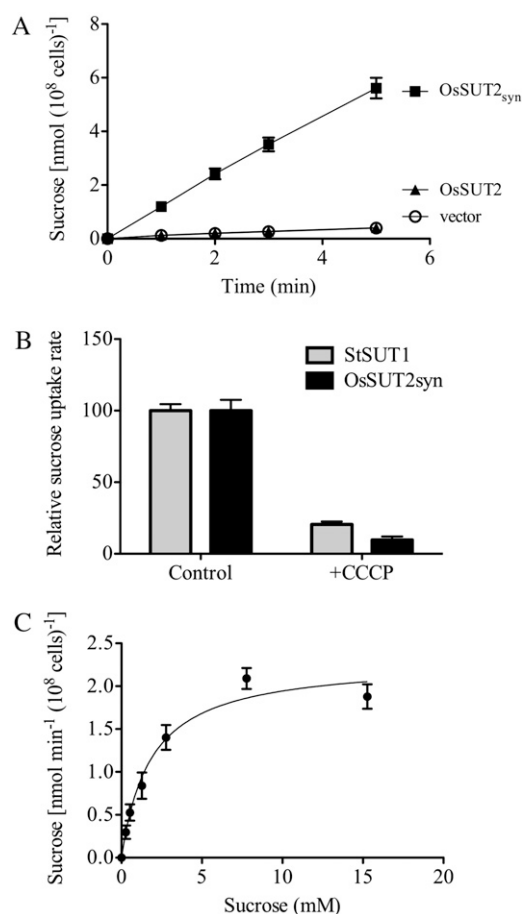 A
Sucrose [nmol (10⁸ cells)⁻¹]
8
6
4
2
0
0 2 4 6
Time (min)
OsSUT2syn
OsSUT2
vector
B
Relative sucrose uptake rate
150
100
50
0
StSUT1
OsSUT2syn
Control +CCCP
C
Sucrose [nmol min⁻¹ (10⁸ cells)⁻¹]
2.5
2.0
1.5
1.0
0.5
0.0
0 5 10 15 20
Sucrose (mM)